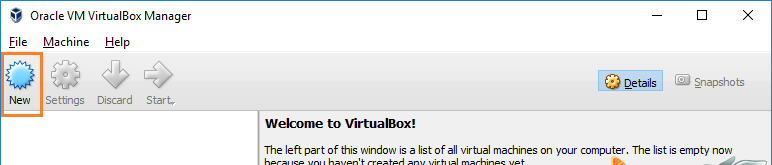 Oracle VM VirtualBox Manager
File Machine Help
New Settings Discard Start Details Snapshots
Welcome to VirtualBox!
The left part of this window is a list of all virtual machines on your computer. The list is empty now
because you haven't created any virtual machines yet.